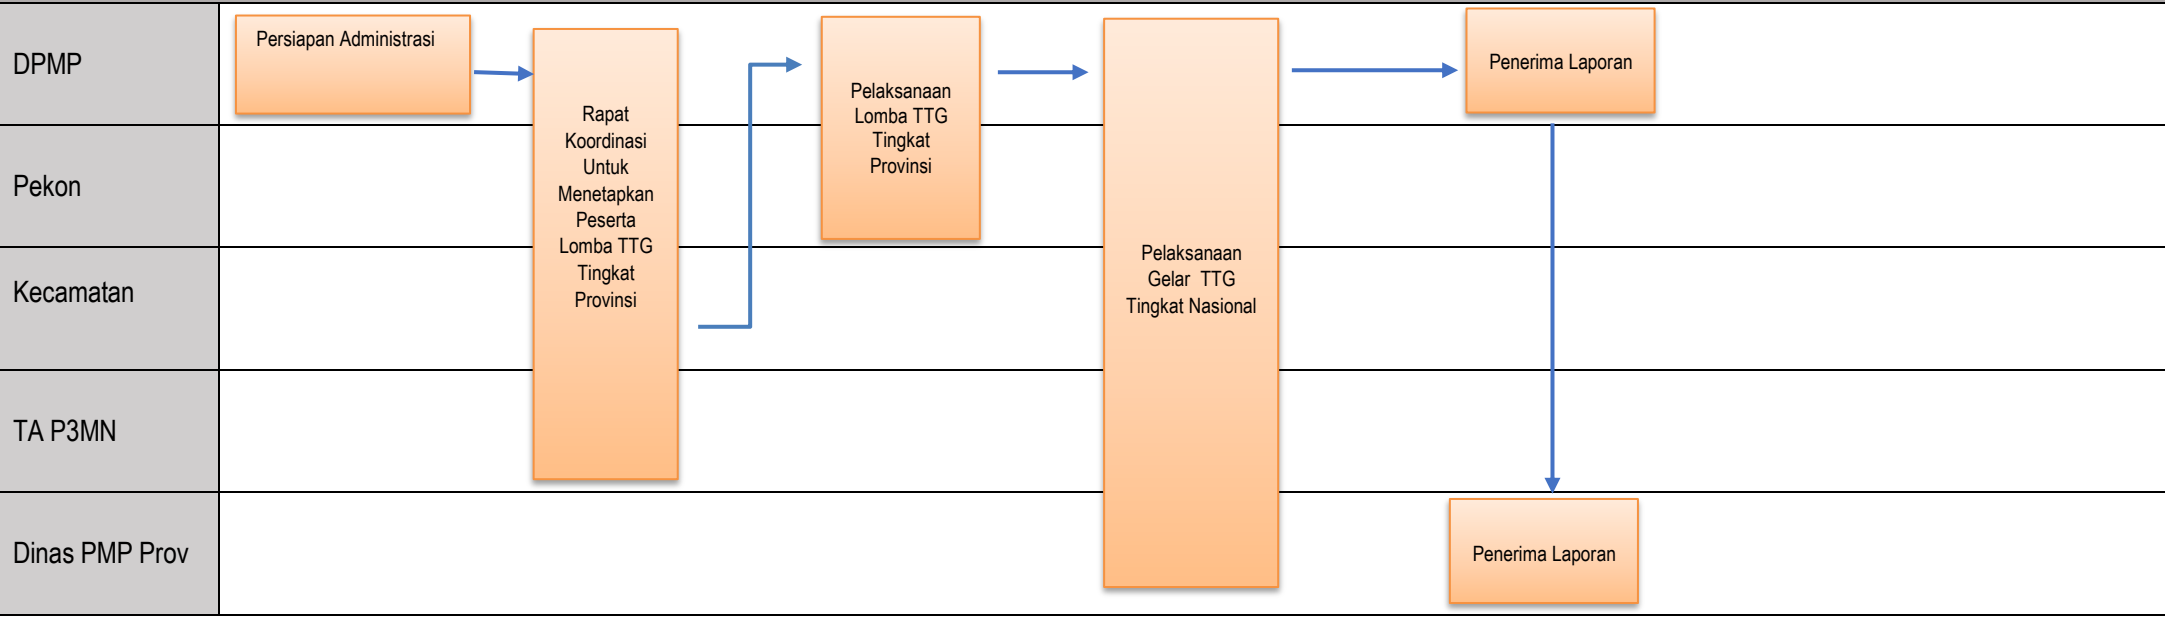 DPMP
Persiapan Administrasi
Rapat
Koordinasi
Untuk
Menetapkan
Peserta
Lomba TTG
Tingkat
Provinsi
Pelaksanaan
Lomba TTG
Tingkat
Provinsi
Pelaksanaan
Gelar  TTG
Tingkat Nasional
Penerima Laporan
Pekon
Kecamatan
TA P3MN
Dinas PMP Prov
Penerima Laporan